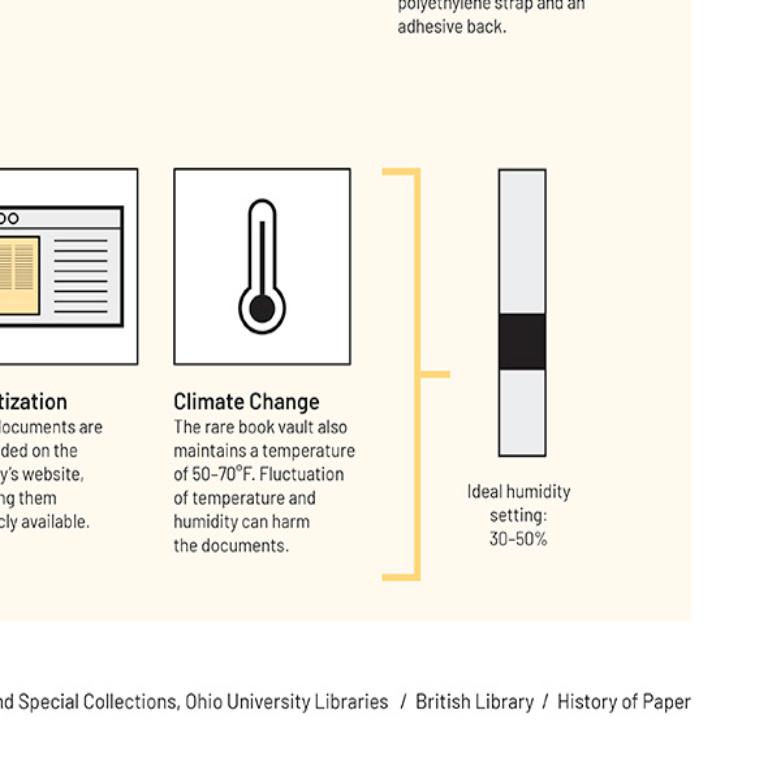 polyethylene strap and an
adhesive back.
tization
documents are
ded on the
y's website,
ng them
cly available.
Climate Change
The rare book vault also
maintains a temperature
of 50–70°F. Fluctuation
of temperature and
humidity can harm
the documents.
Ideal humidity
setting:
30–50%
nd Special Collections, Ohio University Libraries / British Library / History of Paper